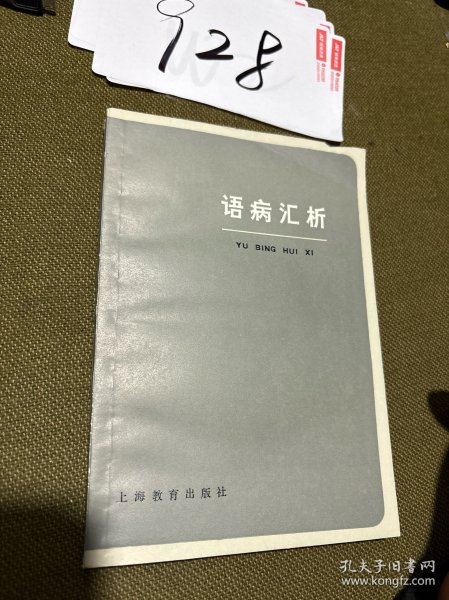 928
语病汇析
YU BING HUI XI
上海教育出版社
孔夫子旧书网
www.kongfz.com